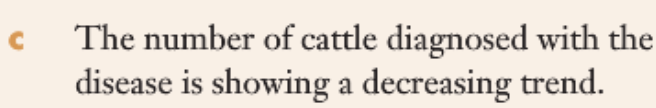 c The number of cattle diagnosed with the
disease is showing a decreasing trend.